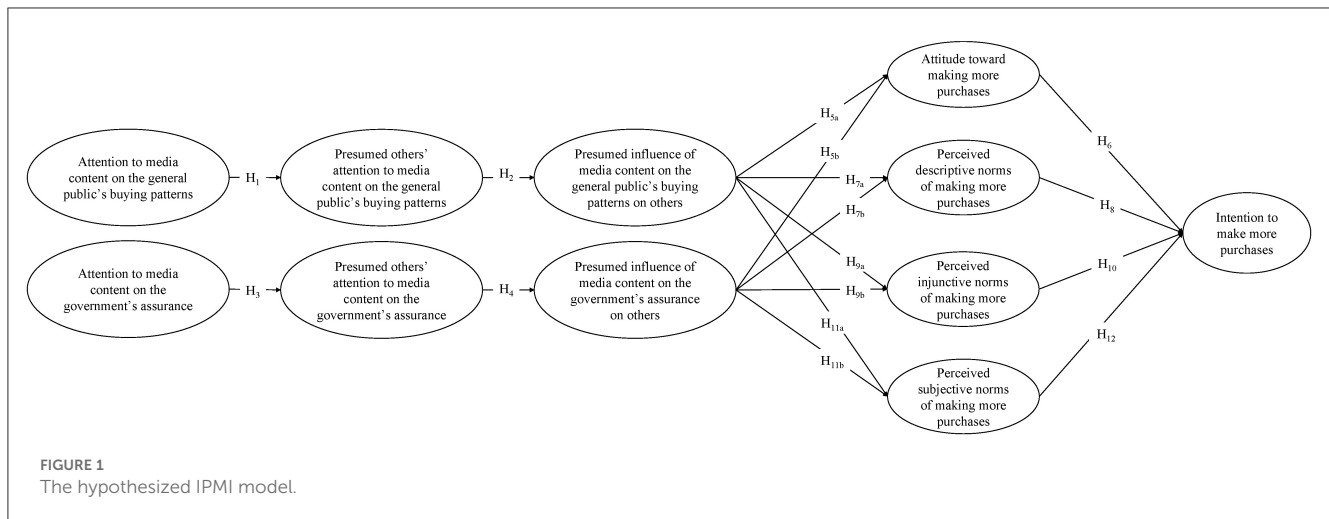 Attention to media
content on the general
public's buying patterns
H1
Presumed others'
attention to media
content on the general
public's buying patterns
H2
Presumed influence of
media content on the
general public's buying
patterns on others
Attention to media
content on the
government's assurance
H3
Presumed others'
attention to media
content on the
government's assurance
H4
Presumed influence of
media content on the
government's assurance
on others
H5a
H5b
H7a
H7b
H9a
H9b
H11a
H11b
Attitude toward
making more
purchases
Perceived
descriptive norms
of making more
purchases
Perceived
injunctive norms
of making more
purchases
Perceived
subjective norms
of making more
purchases
H6
H8
H10
H12
Intention to
make more
purchases
FIGURE 1
The hypothesized IPMI model.